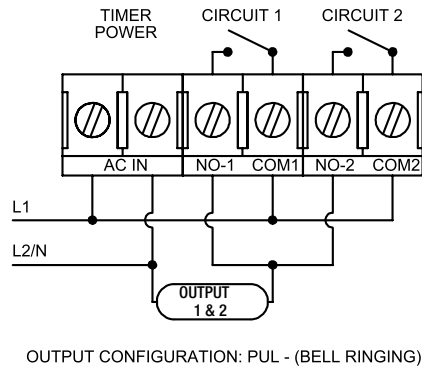 TIMER
POWER
CIRCUIT 1
CIRCUIT 2
AC IN
NO-1
COM1
NO-2
COM2
L1
L2/N
OUTPUT
1 & 2
OUTPUT CONFIGURATION: PUL - (BELL RINGING)